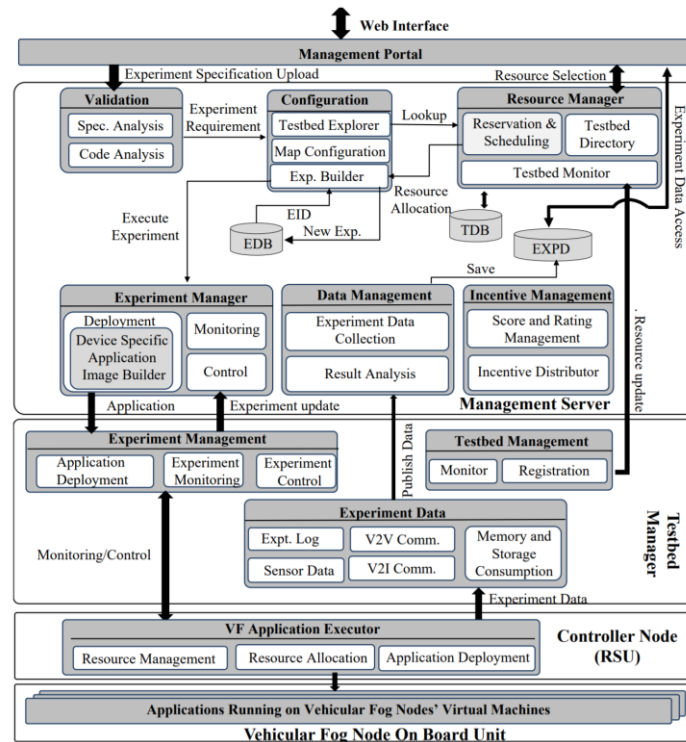 Web Interface
Management Portal
Experiment Specification Upload
Resource Selection
Validation
Spec. Analysis
Code Analysis
Experiment
Requirement
Configuration
Testbed Explorer
Map Configuration
Exp. Builder
Lookup
Resource Manager
Reservation &
Scheduling
Testbed
Directory
Testbed Monitor
Experiment Data Access
Resource
Allocation
Execute
Experiment
EID
EDB
New Exp.
TDB
EXPD
Save
Experiment Manager
Deployment
Device Specific
Application
Image Builder
Monitoring
Control
Data Management
Experiment Data
Collection
Result Analysis
Incentive Management
Score and Rating
Management
Incentive Distributor
. Resource update
Management Server
Application
Experiment update
Experiment Management
Application
Deployment
Experiment
Monitoring
Experiment
Control
Publish Data
Testbed Management
Monitor
Registration
Testbed
Manager
Experiment Data
Expt. Log
V2V Comm.
Sensor Data
V2I Comm.
Memory and
Storage
Consumption
Monitoring/Control
Experiment Data
VF Application Executor
Resource Management
Resource Allocation
Application Deployment
Controller Node
(RSU)
Applications Running on Vehicular Fog Nodes' Virtual Machines
Vehicular Fog Node On Board Unit